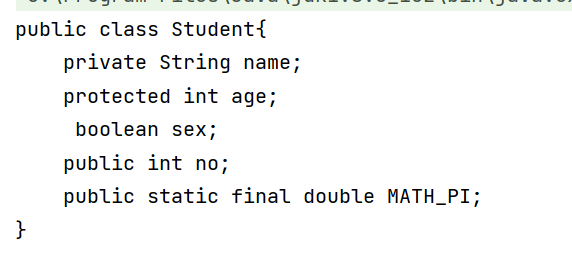 public class Student{
    private String name;
    protected int age;
     boolean sex;
    public int no;
    public static final double MATH_PI;
}